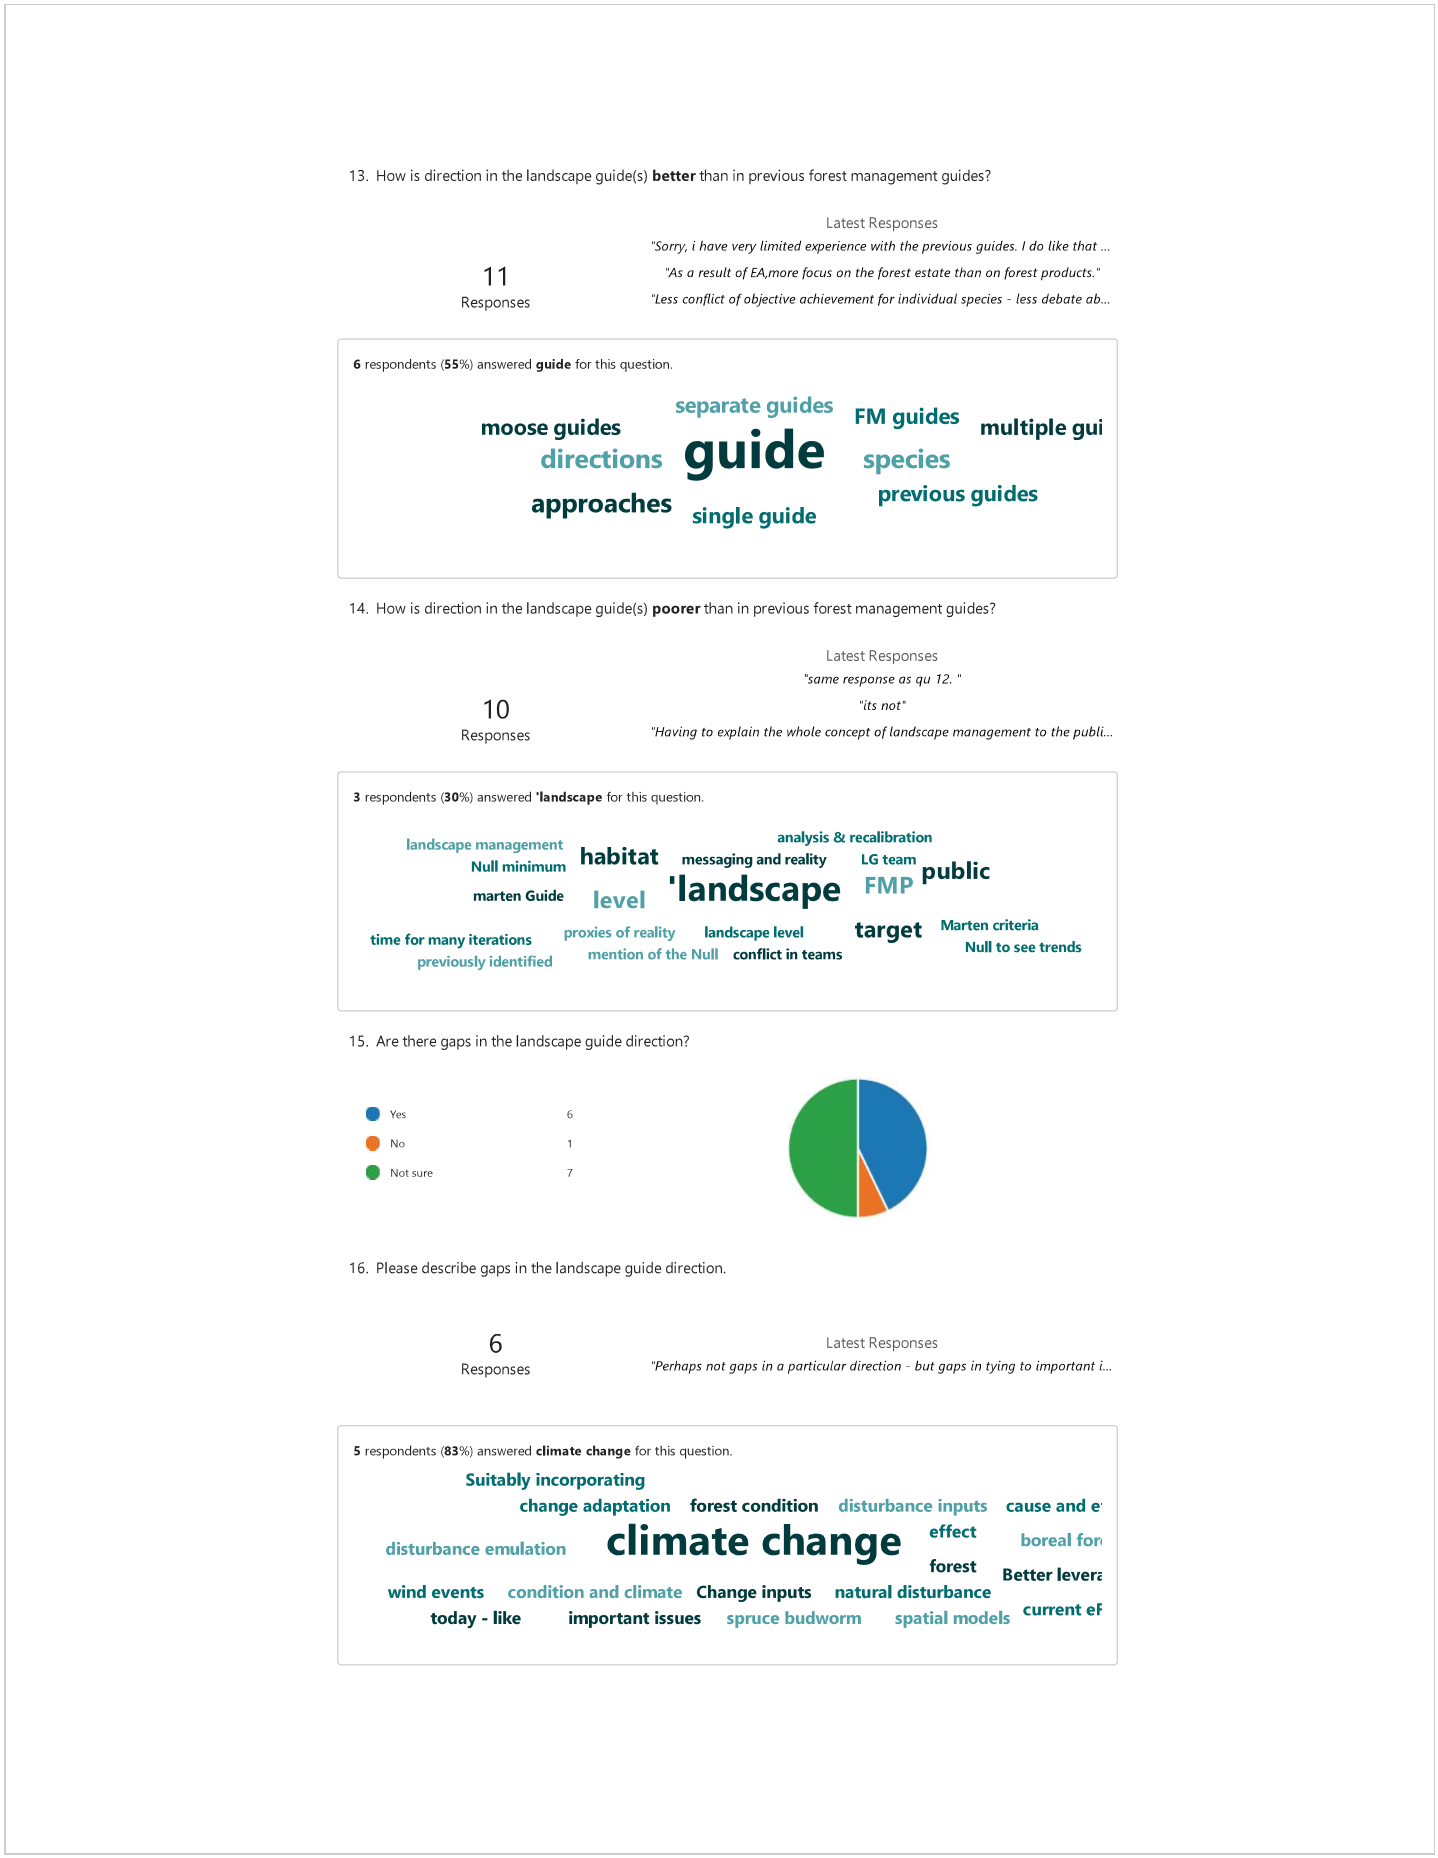 13. How is direction in the landscape guide(s) better than in previous forest management guides?
Latest Responses
"Sorry, i have very limited experience with the previous guides. I do like that ...
11
Responses
"As a result of EA,more focus on the forest estate than on forest products."
"Less conflict of objective achievement for individual species - less debate ab...
6 respondents (55%) answered guide for this question.
separate guides
FM guides
moose guides
multiple gui
guide
directions
species
previous guides
approaches
single guide
14. How is direction in the landscape guide(s) poorer than in previous forest management guides?
Latest Responses
"same response as qu 12. "
10
Responses
"its not"
"Having to explain the whole concept of landscape management to the publi...
3 respondents (30%) answered 'landscape for this question.
analysis & recalibration
landscape management
habitat
messaging and reality
LG team
Null minimum
public
'landscape
FMP
marten Guide
level
target
Marten criteria
proxies of reality
landscape level
time for many iterations
Null to see trends
mention of the Null
conflict in teams
previously identified
15. Are there gaps in the landscape guide direction?
Yes 6
No 1
Not sure 7
16. Please describe gaps in the landscape guide direction.
6
Responses
Latest Responses
"Perhaps not gaps in a particular direction - but gaps in tying to important i...
5 respondents (83%) answered climate change for this question.
Suitably incorporating
change adaptation
forest condition
disturbance inputs
cause and e
climate change
effect
boreal for
disturbance emulation
forest
Better levera
wind events
condition and climate
Change inputs
natural disturbance
current eF
today - like
important issues
spruce budworm
spatial models